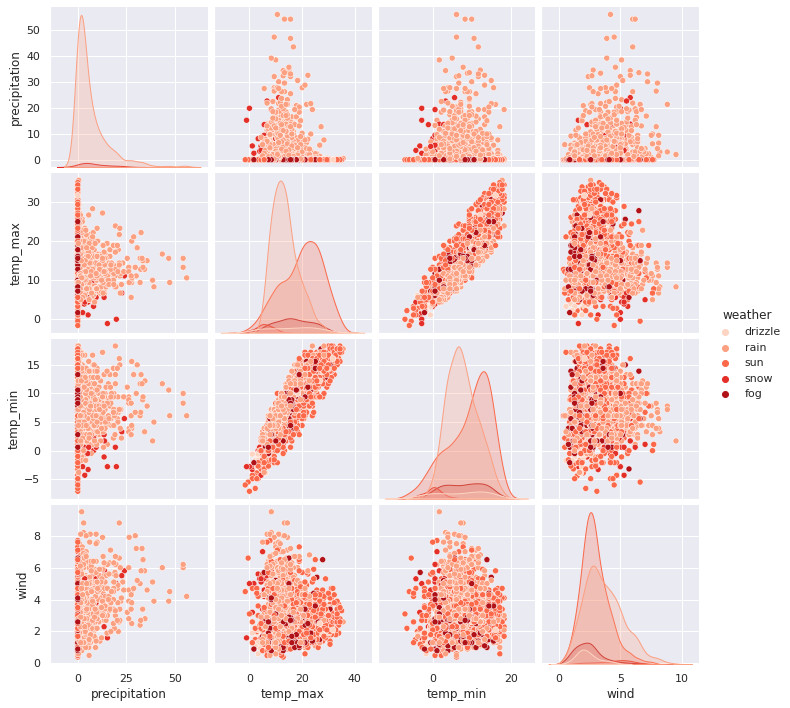 precipitation
50
40
30
20
10
0
temp_max
30
20
10
0
temp_min
15
10
5
0
−5
wind
8
6
4
2
0
0 50
precipitation
0 20 40
temp_max
0 20
temp_min
0 5 10
wind
weather
drizzle
rain
sun
snow
fog